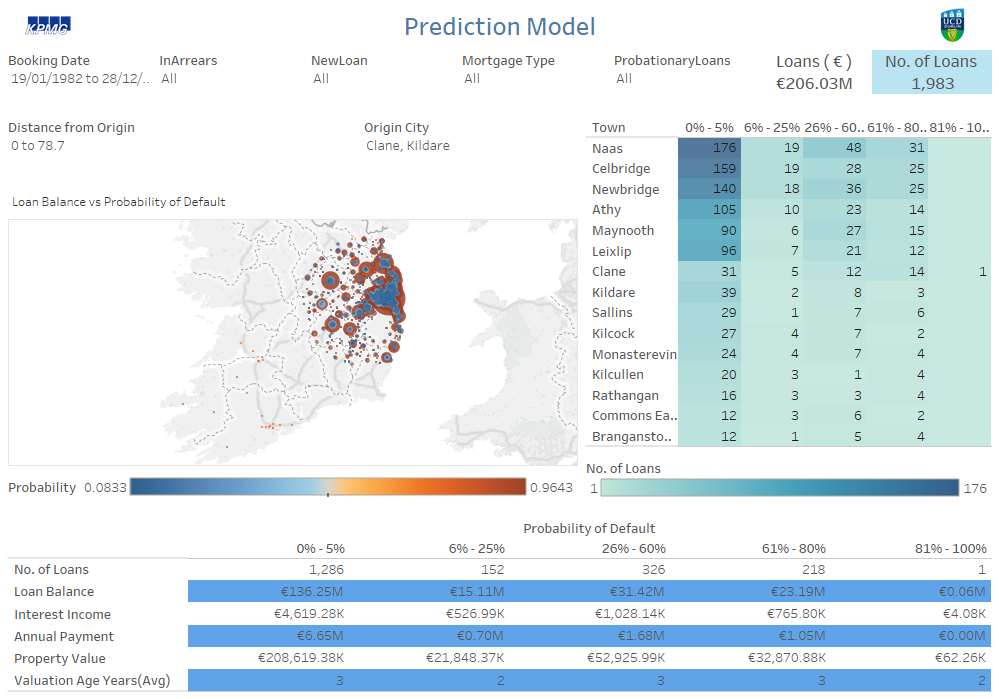 KPMG
Prediction Model
UCD
DUBLIN
Booking Date InArrears NewLoan Mortgage Type ProbationaryLoans Loans ( € ) No. of Loans
19/01/1982 to 28/12/.. All All All All €206.03M 1,983
Distance from Origin Origin City
0 to 78.7 Clane, Kildare
Town 0% - 5% 6% - 25% 26% - 60.. 61% - 80.. 81% - 10..
Naas 176 19 48 31
Celbridge 159 19 28 25
Newbridge 140 18 36 25
Athy 105 10 23 14
Maynooth 90 6 27 15
Leixlip 96 7 21 12
Clane 31 5 12 14 1
Kildare 39 2 8 3
Sallins 29 1 7 6
Kilcock 27 4 7 2
Monasterevin 24 4 7 4
Kilcullen 20 3 1 4
Rathangan 16 3 3 4
Commons Ea.. 12 3 6 2
Brangansto.. 12 1 5 4
Loan Balance vs Probability of Default
Probability 0.0833 0.9643
No. of Loans
1 176
Probability of Default
0% - 5% 6% - 25% 26% - 60% 61% - 80% 81% - 100%
No. of Loans 1,286 152 326 218 1
Loan Balance €136.25M €15.11M €31.42M €23.19M €0.06M
Interest Income €4,619.28K €526.99K €1,028.14K €765.80K €4.08K
Annual Payment €6.65M €0.70M €1.68M €1.05M €0.00M
Property Value €208,619.38K €21,848.37K €52,925.99K €32,870.88K €62.26K
Valuation Age Years(Avg) 3 2 3 3 2